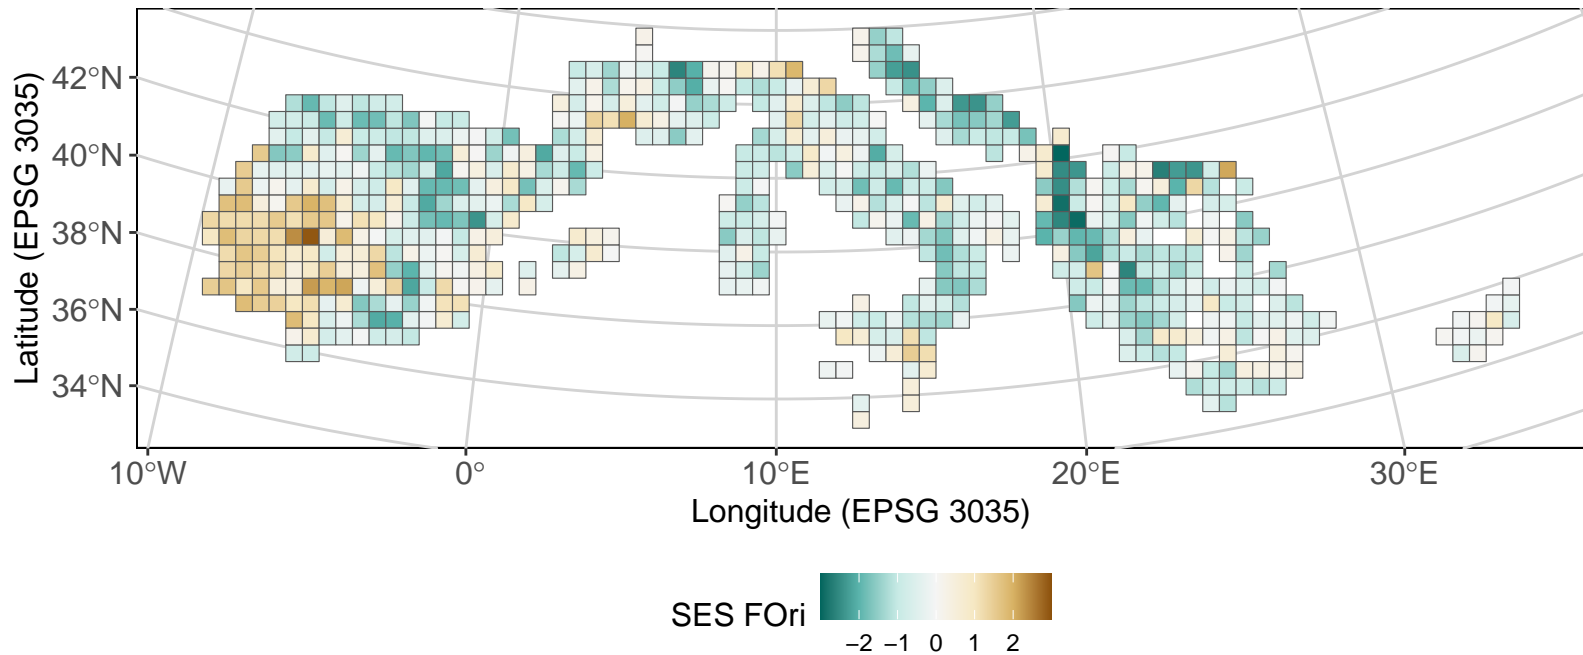 Latitude (EPSG 3035)
42°N
40°N
38°N
36°N
34°N
10°W
0°
10°E
20°E
30°E
Longitude (EPSG 3035)
SES FOri
−2 −1 0 1 2